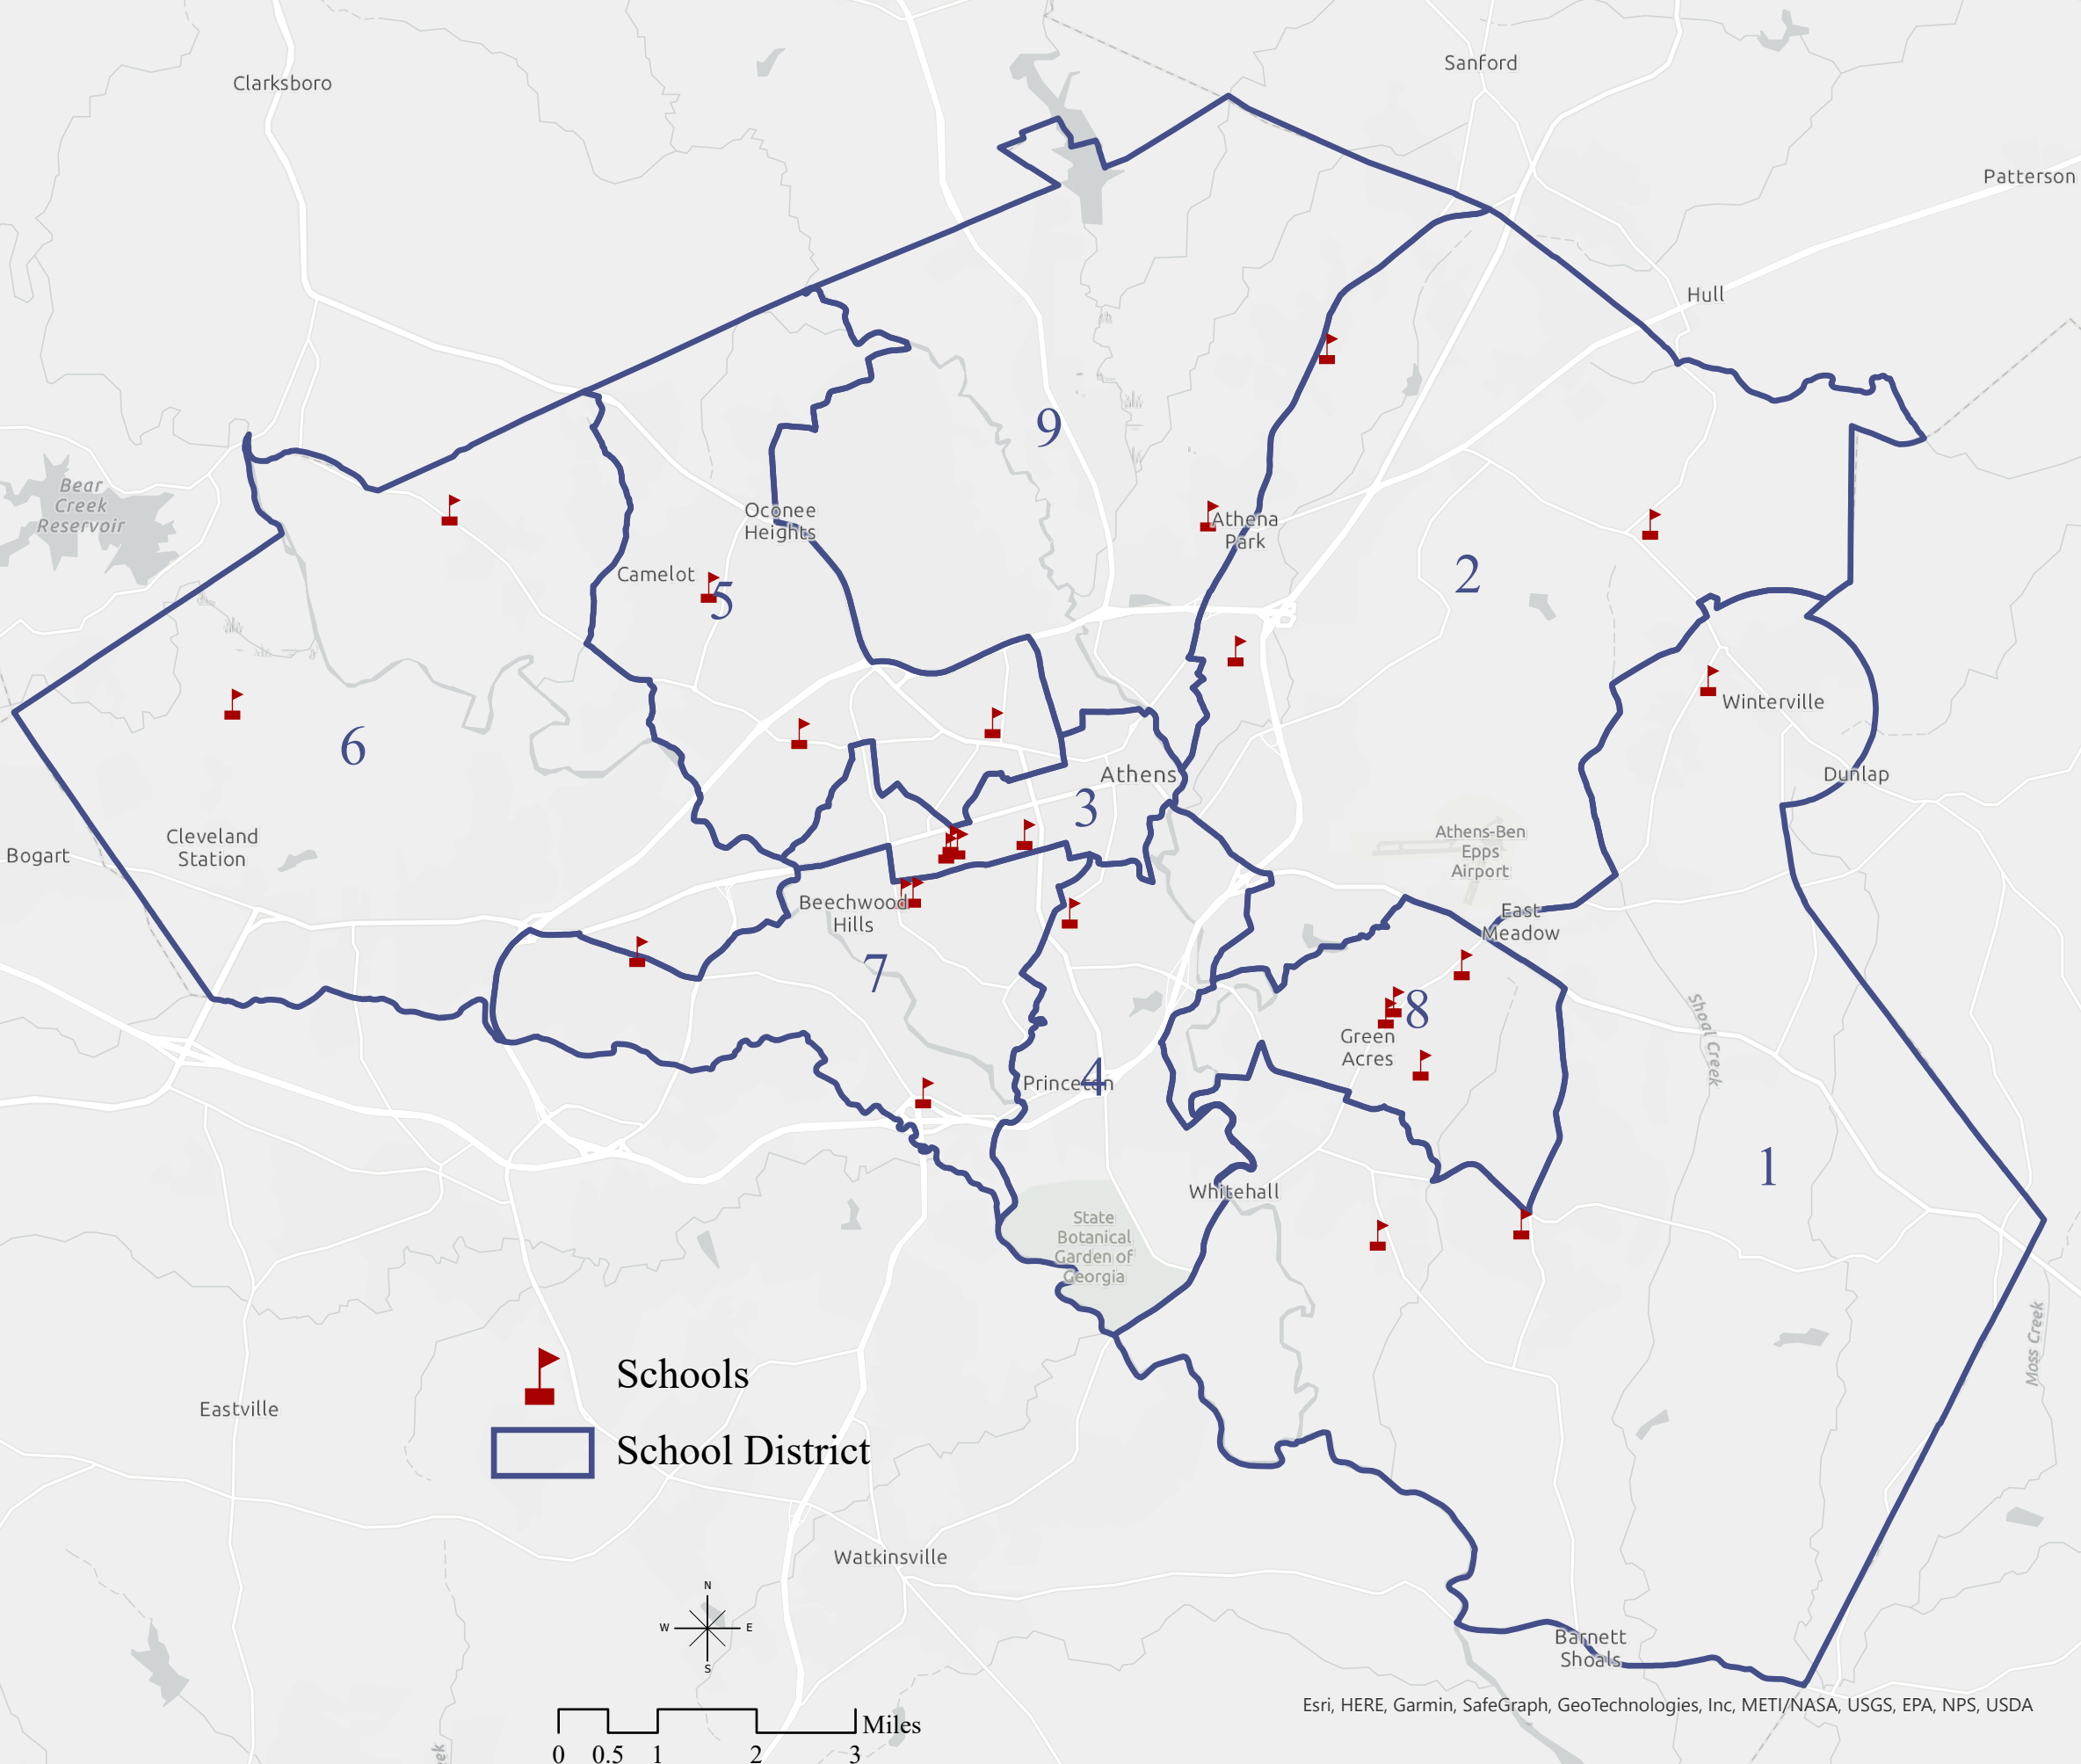 Sanford
Clarksboro
Patterson
Hull
9
Bear
Creek
Reservoir
Oconee
Heights
Athena
Park
Camelot
5
2
Winterville
6
Athens
Dunlap
3
Cleveland
Station
Bogart
Athens-Ben
Epps
Airport
Beechwood
Hills
East
Meadow
7
8
Green
Acres
Shoal Creek
Princeton
4
1
Whitehall
State
Botanical
Garden of
Georgia
Moss Creek
Schools
Eastville
School District
Watkinsville
N
W E
S
Barnett
Shoals
Esri, HERE, Garmin, SafeGraph, GeoTechnologies, Inc, METI/NASA, USGS, EPA, NPS, USDA
Miles
0 0.5 1 2 3